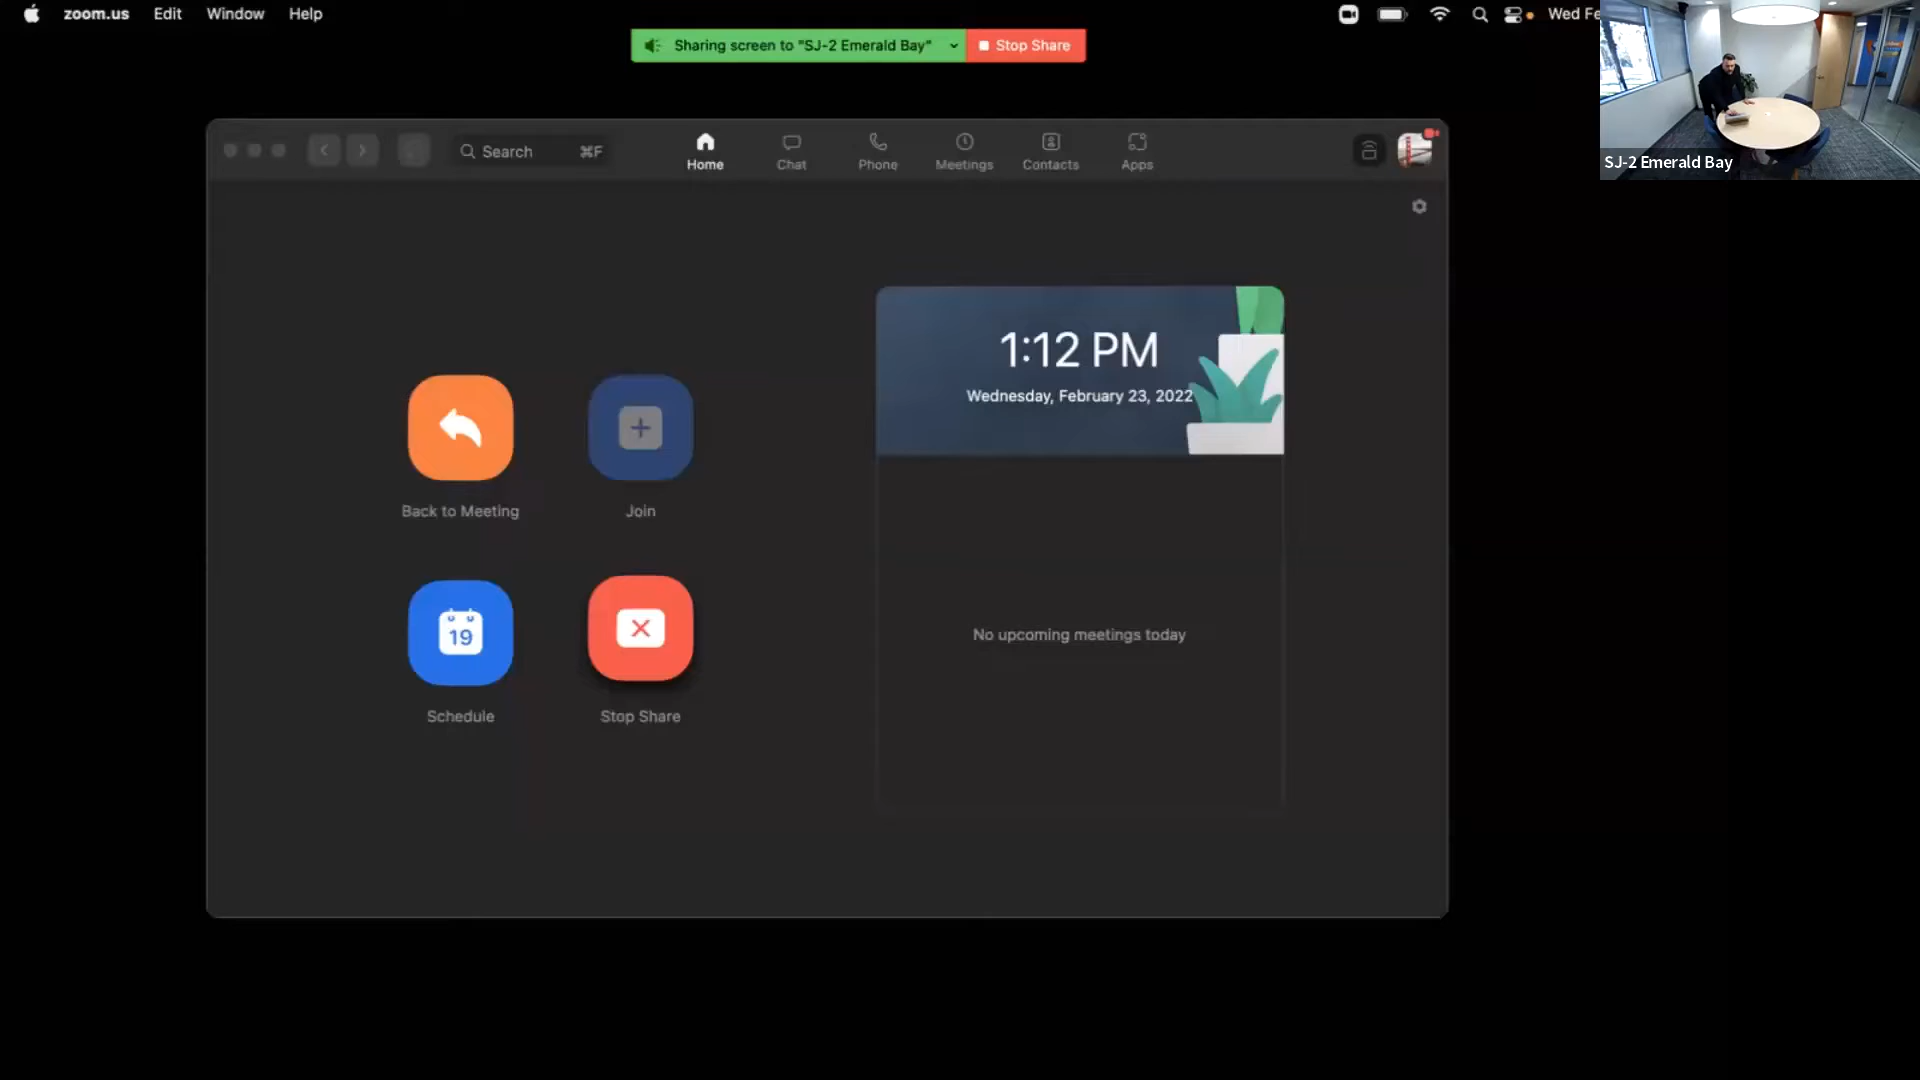 zoom.us Edit Window Help
Wed Fe
Sharing screen to "SJ-2 Emerald Bay" Stop Share
Search ⌘F
Home Chat Phone Meetings Contacts Apps
SJ-2 Emerald Bay
1:12 PM
Wednesday, February 23, 2022
Back to Meeting Join
19
Schedule Stop Share
No upcoming meetings today